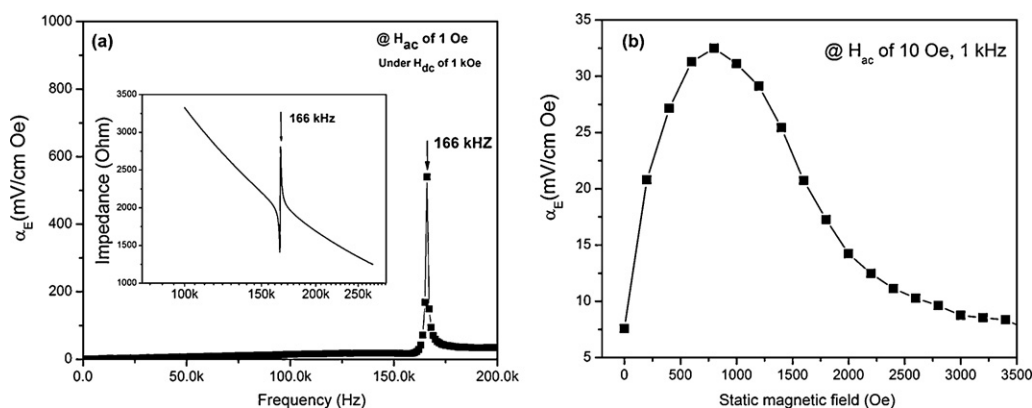 (a)
@ H_ac of 1 Oe
Under H_dc of 1 kOe
α_E(mV/cm Oe)
1000
800
600
400
200
0
Impedance (Ohm)
3500
3000
2500
2000
1500
1000
166 kHZ
100k 150k 200k 250k
166 kHZ
0.0 50.0k 100.0k 150.0k 200.0k
Frequency (Hz)
(b)
@ H_ac of 10 Oe, 1 kHz
α_E(mV/cm Oe)
35
30
25
20
15
10
5
0 500 1000 1500 2000 2500 3000 3500
Static magnetic field (Oe)